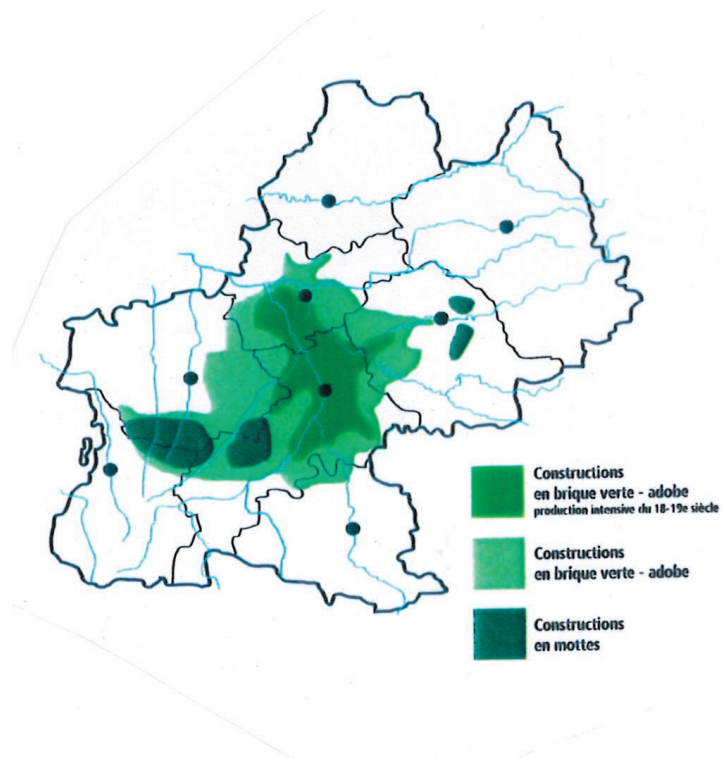 Constructions
en brique verte - adobe
production intensive du 18-19e siècle
Constructions
en brique verte - adobe
Constructions
en mottes